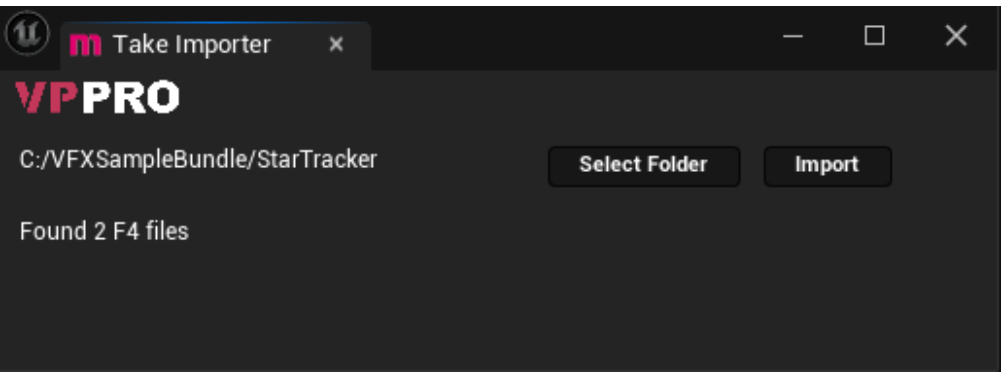 Take Importer
VPPRO
C:/VFXSampleBundle/StarTracker
Select Folder
Import
Found 2 F4 files